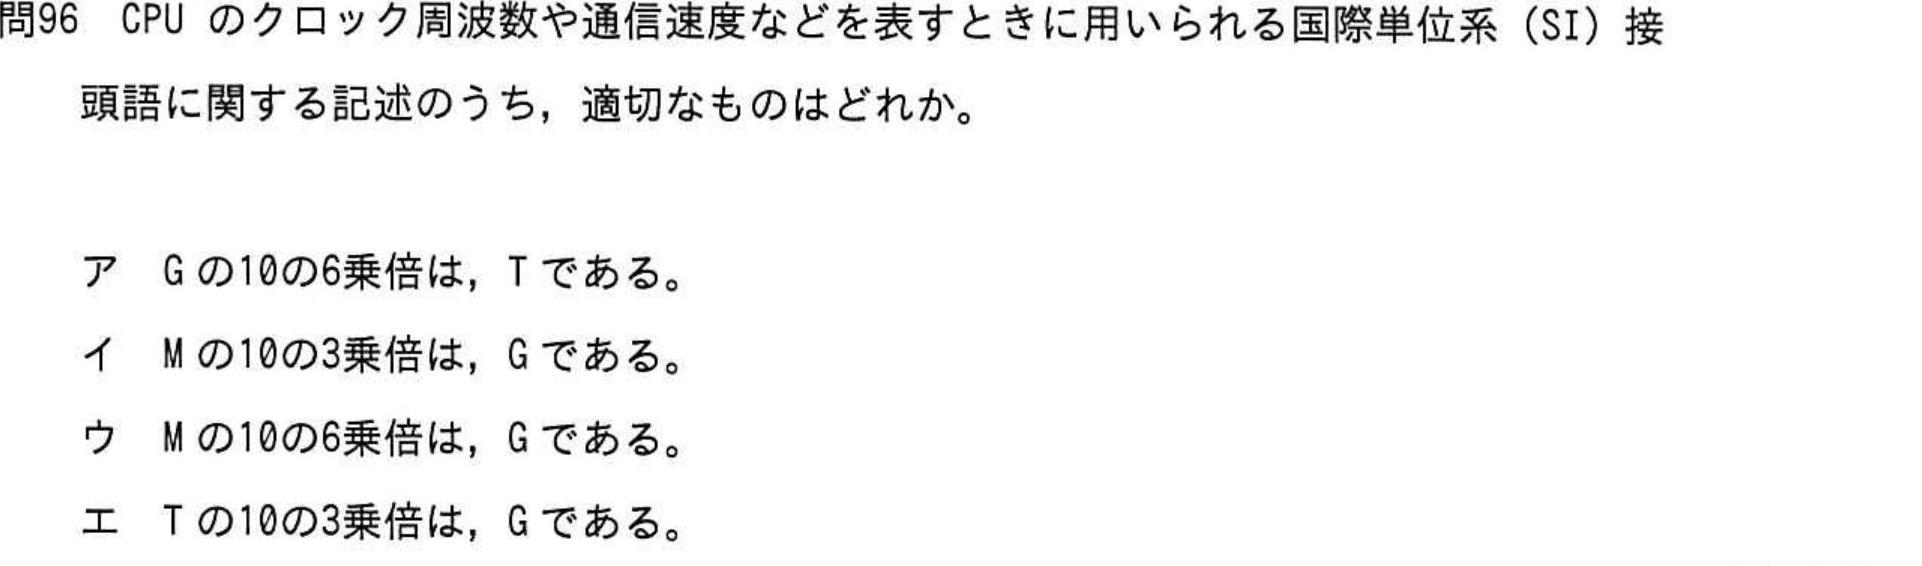 問96　CPU のクロック周波数や通信速度などを表すときに用いられる国際単位系（SI）接
頭語に関する記述のうち，適切なものはどれか。
ア　G の10の6乗倍は，T である。
イ　M の10の3乗倍は，G である。
ウ　M の10の6乗倍は，G である。
エ　T の10の3乗倍は，G である。